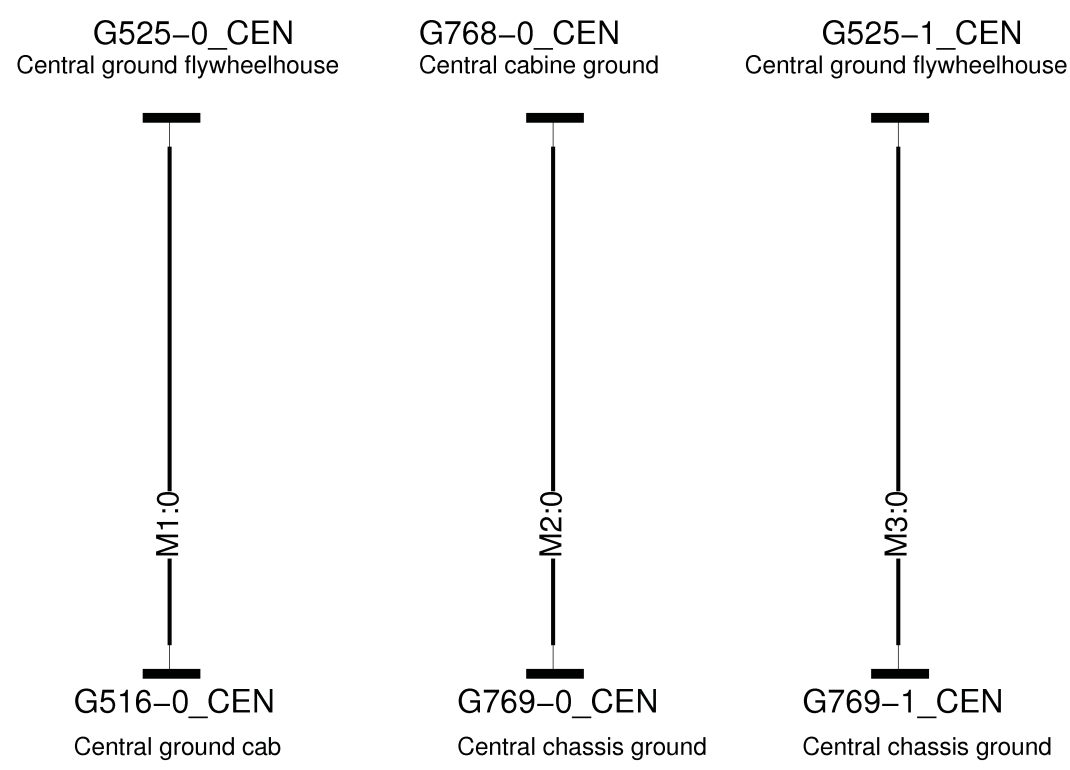 G525−0_CEN
Central ground flywheelhouse
G768−0_CEN
Central cabine ground
G525−1_CEN
Central ground flywheelhouse
M1:0
M2:0
M3:0
G516−0_CEN
Central ground cab
G769−0_CEN
Central chassis ground
G769−1_CEN
Central chassis ground